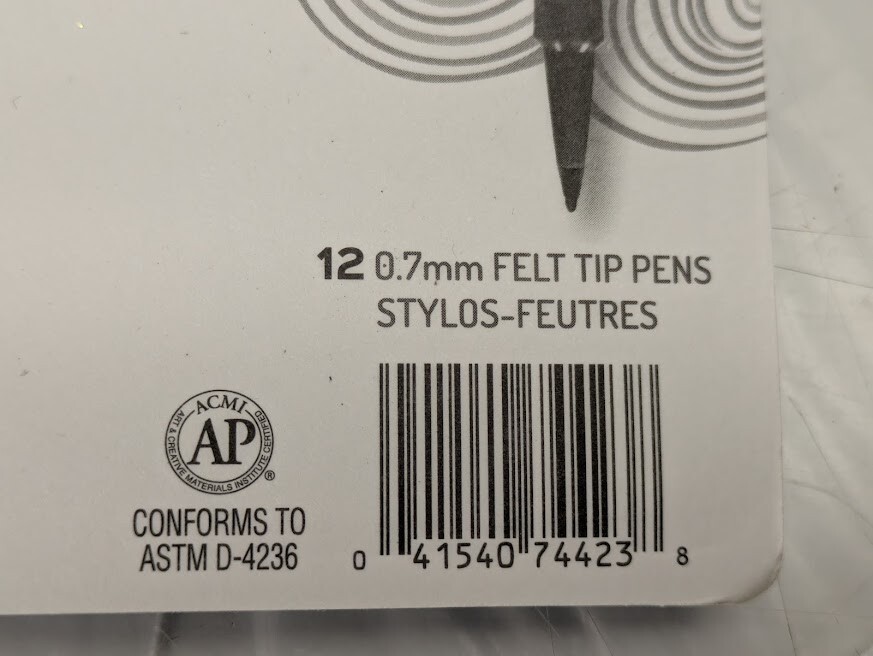 12 0.7mm FELT TIP PENS
STYLOS-FEUTRES
ACMI
AP
ART & CREATIVE MATERIALS INSTITUTE CERTIFIED
®
CONFORMS TO
ASTM D-4236
0 41540 74423 8